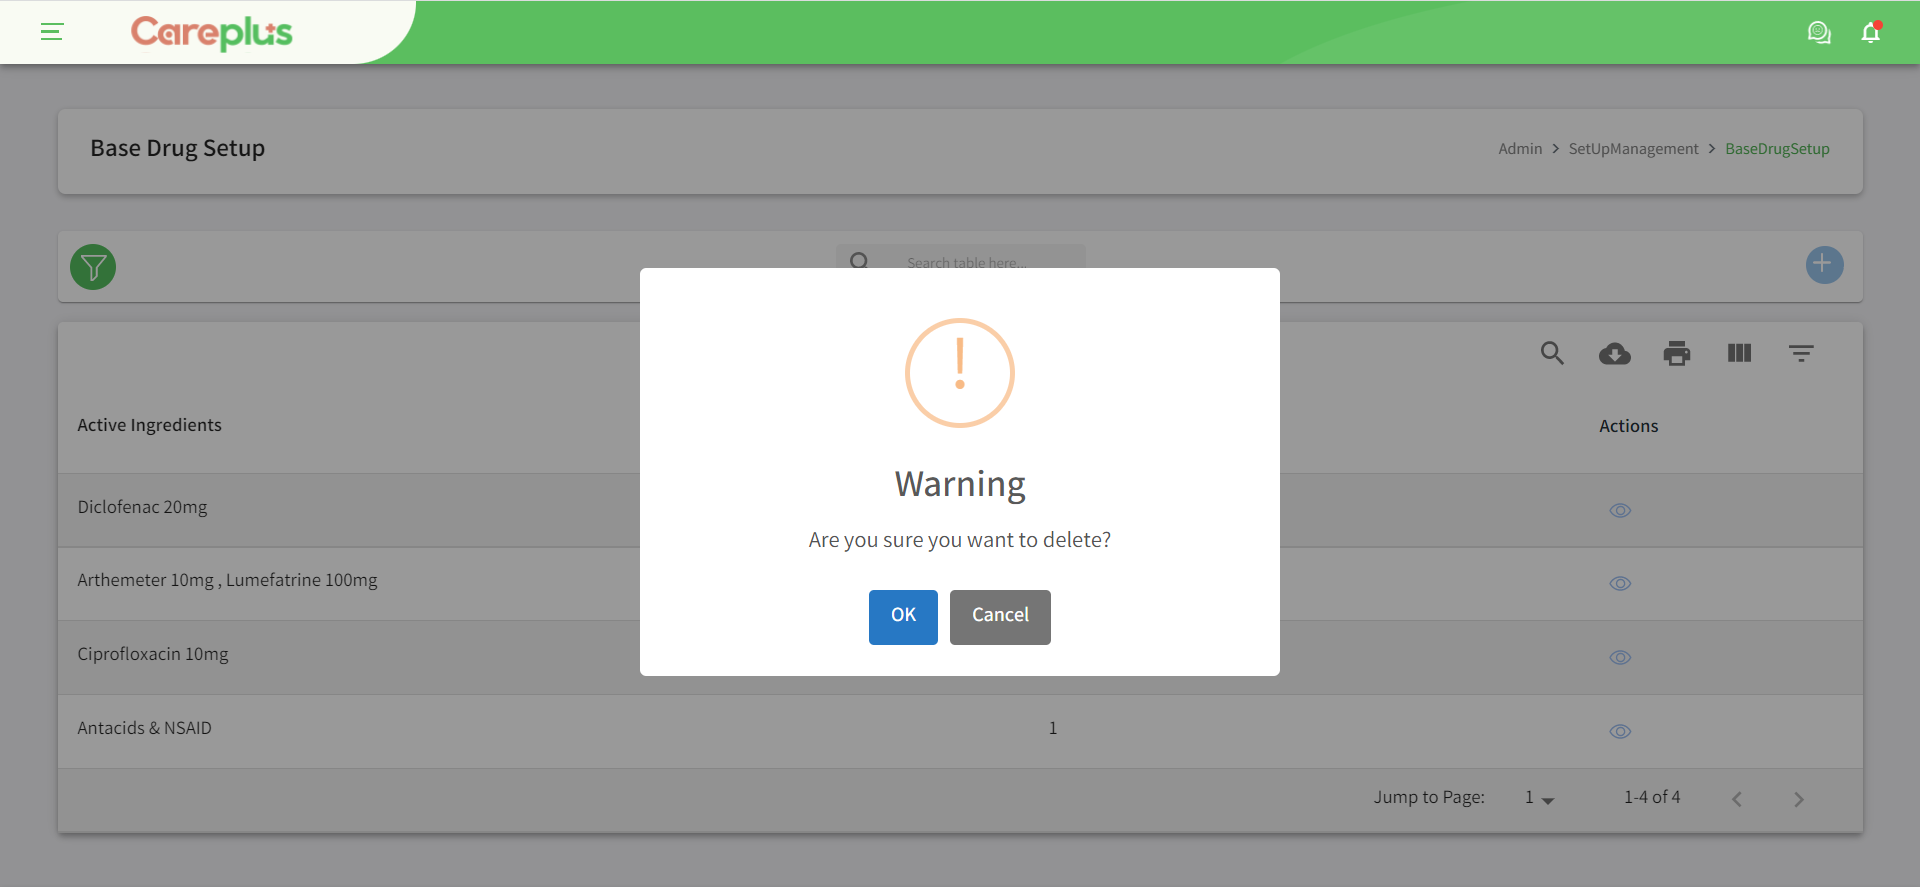 Careplus
Base Drug Setup
Admin > SetUpManagement > BaseDrugSetup
Search table here...
Warning
Are you sure you want to delete?
OK
Cancel
Active Ingredients
Actions
Diclofenac 20mg
Arthemeter 10mg , Lumefatrine 100mg
Ciprofloxacin 10mg
Antacids & NSAID
1
Jump to Page: 1
1-4 of 4